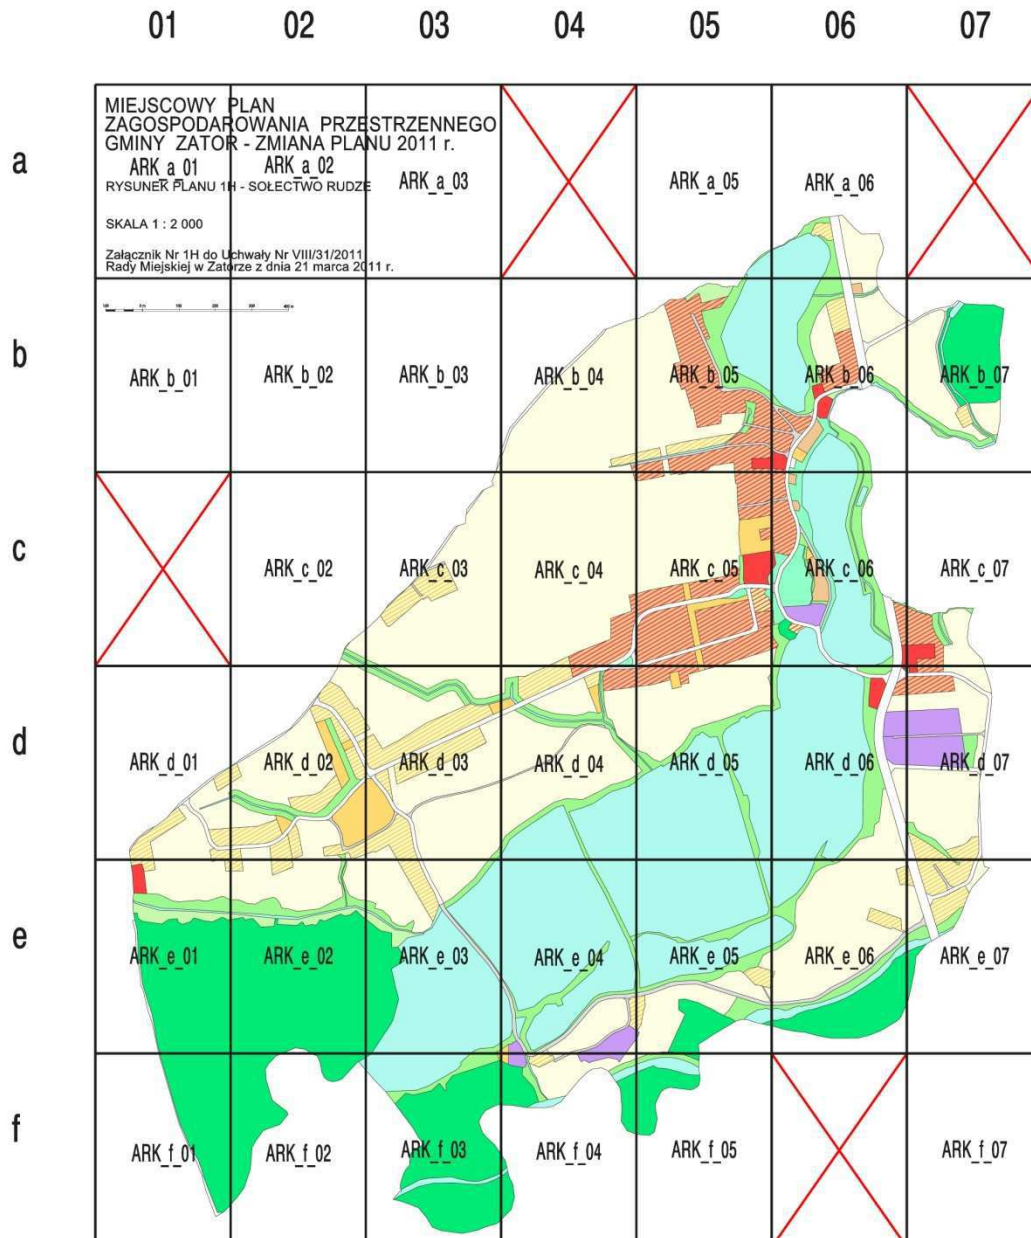 01 02 03 04 05 06 07
MIEJSCOWY PLAN
ZAGOSPODAROWANIA PRZESTRZENNEGO
GMINY ZATOR - ZMIANA PLANU 2011 r.
a
ARK_a_01 ARK_a_02 ARK_a_03 ARK_a_05 ARK_a_06
RYSUNEK PLANU 1H - SOŁECTWO RUDZE
SKALA 1 : 2 000
Załącznik Nr 1H do Uchwały Nr VIII/31/2011
Rady Miejskiej w Zatorze z dnia 21 marca 2011 r.
b
ARK_b_01 ARK_b_02 ARK_b_03 ARK_b_04 ARK_b_05 ARK_b_06 ARK_b_07
c
ARK_c_02 ARK_c_03 ARK_c_04 ARK_c_05 ARK_c_06 ARK_c_07
d
ARK_d_01 ARK_d_02 ARK_d_03 ARK_d_04 ARK_d_05 ARK_d_06 ARK_d_07
e
ARK_e_01 ARK_e_02 ARK_e_03 ARK_e_04 ARK_e_05 ARK_e_06 ARK_e_07
f
ARK_f_01 ARK_f_02 ARK_f_03 ARK_f_04 ARK_f_05 ARK_f_07